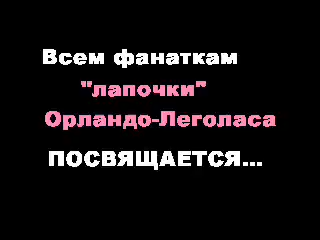 Всем фанаткам
"лапочки"
Орландо-Леголаса
ПОСВЯЩАЕТСЯ...